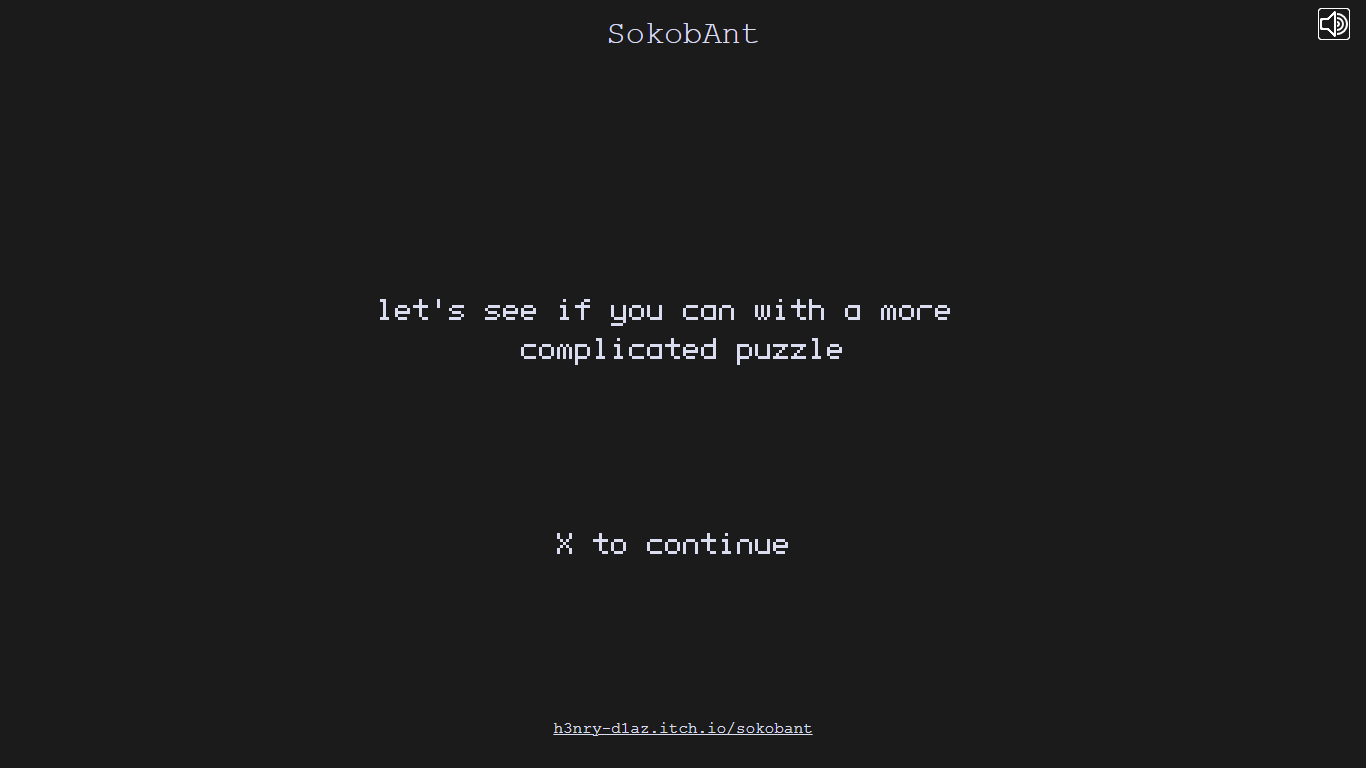 SokobAnt
let's see if you can with a more
complicated puzzle
X to continue
h3nry-d1az.itch.io/sokobant